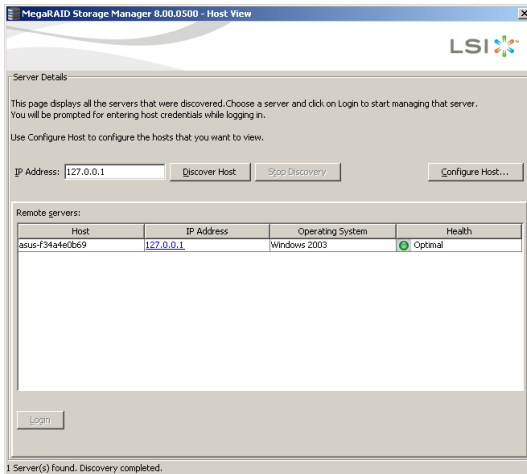 MegaRAID Storage Manager 8.00.0500 - Host View
LSI
Server Details
This page displays all the servers that were discovered.Choose a server and click on Login to start managing that server.
You will be prompted for entering host credentials while logging in.
Use Configure Host to configure the hosts that you want to view.
IP Address: 127.0.0.1 Discover Host Stop Discovery Configure Host...
Remote servers:
Host IP Address Operating System Health
asus-f34a4e0b69 127.0.0.1 Windows 2003 Optimal
Login
1 Server(s) found. Discovery completed.